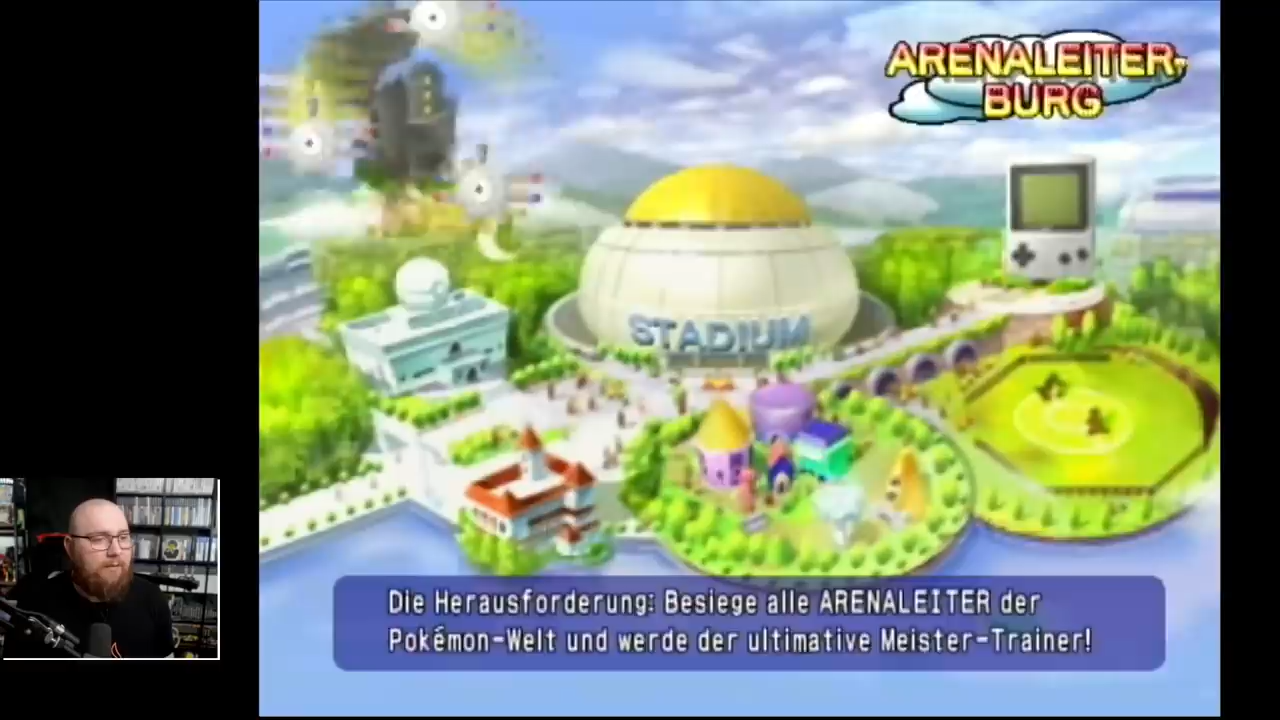 ARENALEITER-
BURG
STADIUM
Die Herausforderung: Besiege alle ARENALEITER der
Pokémon-Welt und werde der ultimative Meister-Trainer!